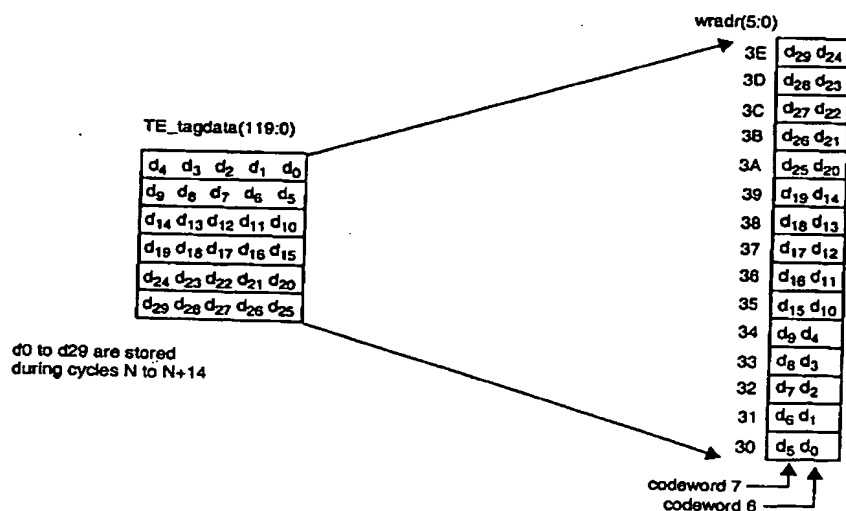 wradr(5:0)
TE_tagdata(119:0)
d4 d3 d2 d1 d0
d9 d8 d7 d6 d5
d14 d13 d12 d11 d10
d19 d18 d17 d16 d15
d24 d23 d22 d21 d20
d29 d28 d27 d26 d25
d0 to d29 are stored
during cycles N to N+14
3E d29 d24
3D d28 d23
3C d27 d22
3B d26 d21
3A d25 d20
39 d19 d14
38 d18 d13
37 d17 d12
36 d16 d11
35 d15 d10
34 d9 d4
33 d8 d3
32 d7 d2
31 d6 d1
30 d5 d0
codeword 7
codeword 6